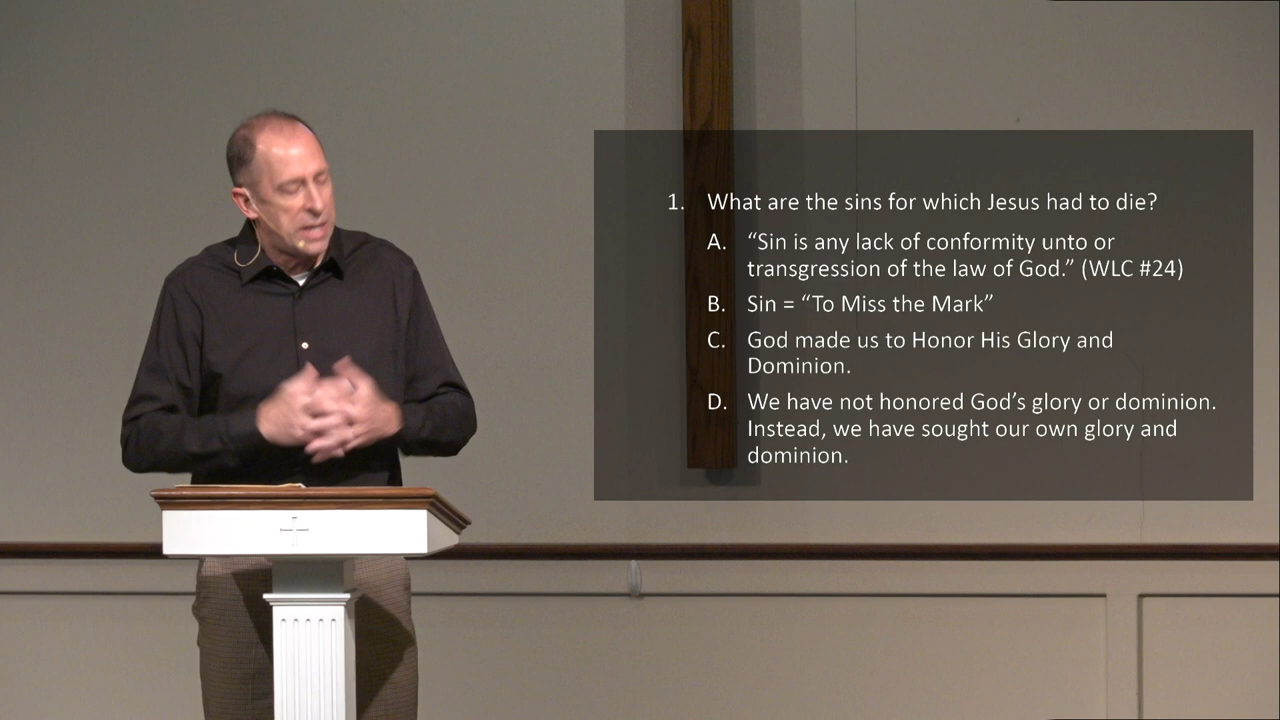 1. What are the sins for which Jesus had to die?
A. “Sin is any lack of conformity unto or
transgression of the law of God.” (WLC #24)
B. Sin = “To Miss the Mark”
C. God made us to Honor His Glory and
Dominion.
D. We have not honored God’s glory or dominion.
Instead, we have sought our own glory and
dominion.